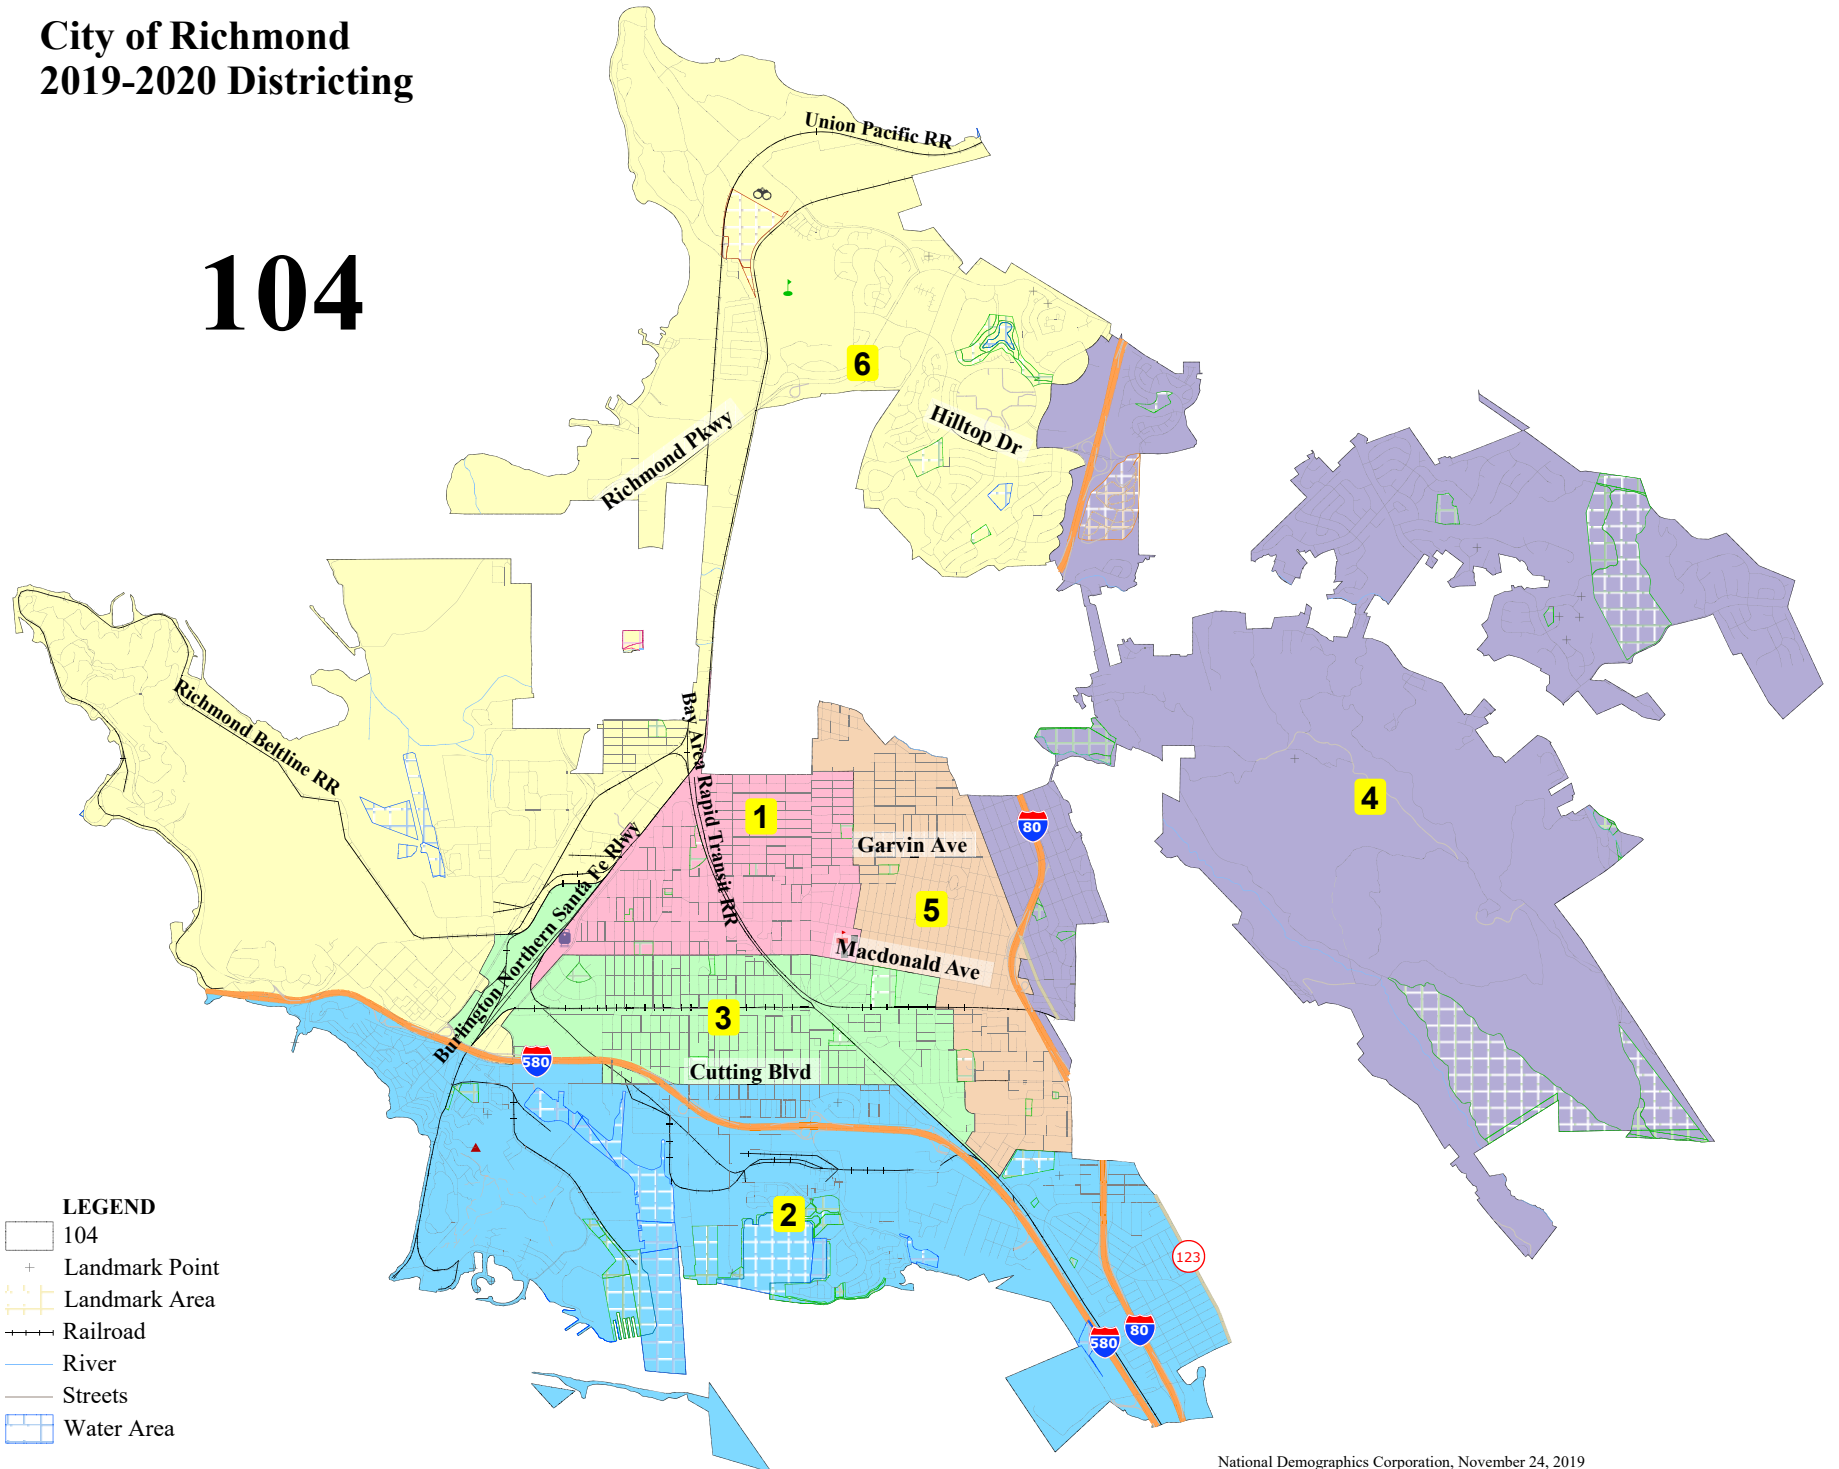 City of Richmond
2019-2020 Districting
104
Union Pacific RR
6
Hilltop Dr
Richmond Pkwy
Richmond Beltline RR
Bay Area Rapid Transit RR
4
1
80
Garvin Ave
Burlington Northern Santa Fe Rlwy
5
Macdonald Ave
3
580
Cutting Blvd
2
123
580
80
LEGEND
104
Landmark Point
Landmark Area
Railroad
River
Streets
Water Area
National Demographics Corporation, November 24, 2019